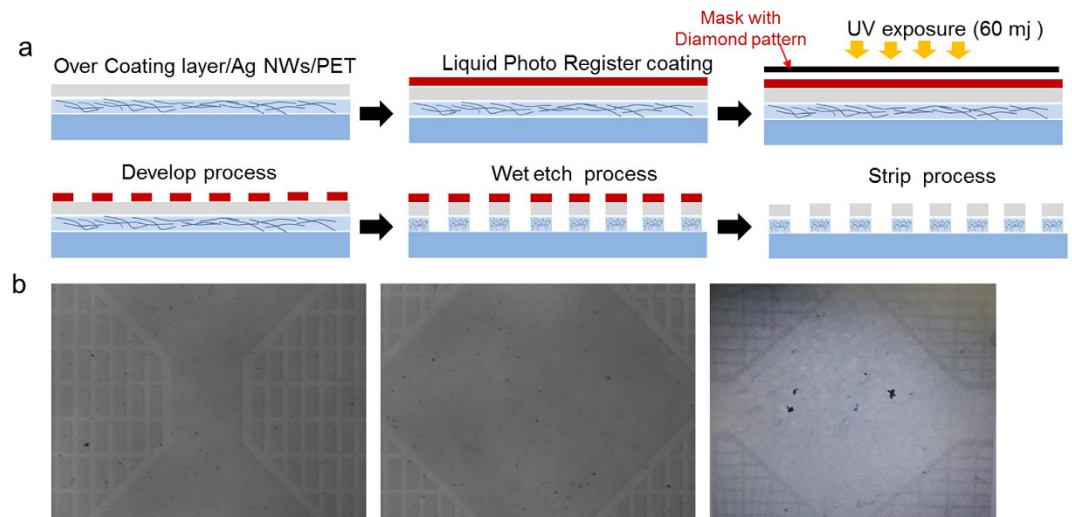 a
Over Coating layer/Ag NWs/PET
Liquid Photo Register coating
Mask with
Diamond pattern
UV exposure (60 mj )
Develop process
Wet etch process
Strip process
b